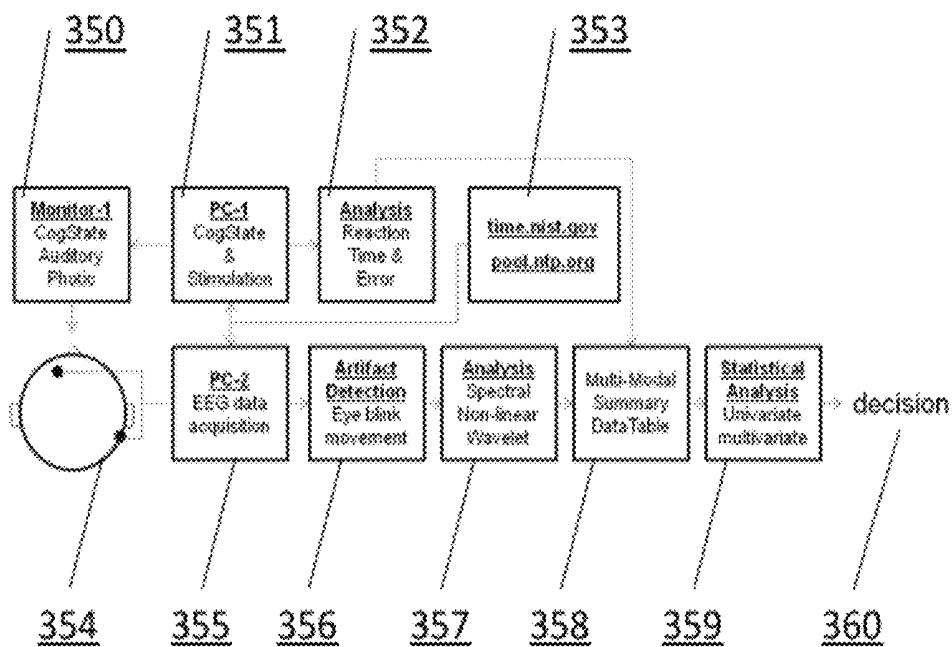 350
351
352
353
Monitor-1
CogState
Auditory
Photic
PC-1
CogState
&
Stimulation
Analysis
Reaction
Time &
Error
time.nist.gov
pool.ntp.org
PC-2
EEG data
acquisition
Artifact
Detection
Eye blink
movement
Analysis
Spectral
Non-linear
Wavelet
Multi-Modal
Summary
DataTable
Statistical
Analysis
Univariate
multivariate
decision
354
355
356
357
358
359
360